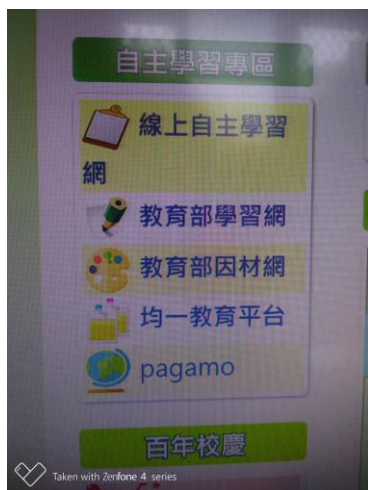 自主學習專區
線上自主學習
網
教育部學習網
教育部因材網
均一教育平台
pagamo
百年校慶
Taken with Zenfone 4 series